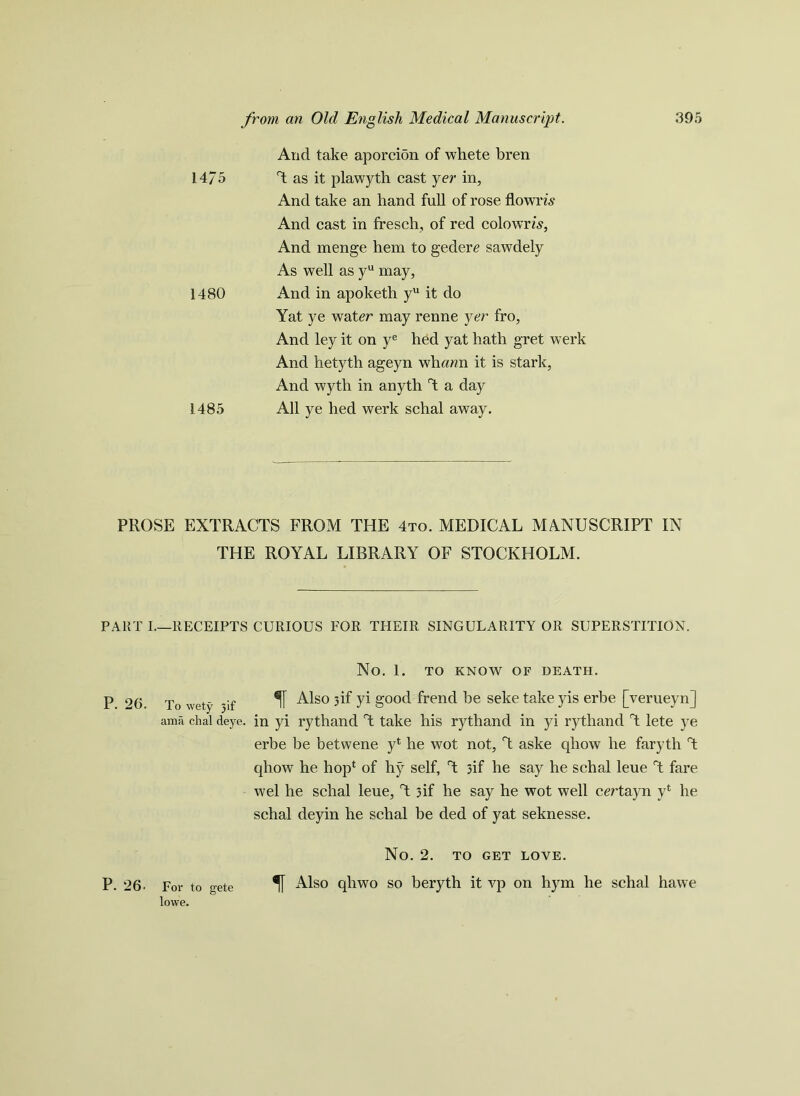 from an Old English Medical Manuscript. 395
And take aporciōn of whete bren
1475 ⁊ as it plawyth cast yer in,
And take an hand full of rose flowris
And cast in fresch, of red colowris,
And menge hem to gedere sawdely
As well as yᵘ may,
1480 And in apoketh yᵘ it do
Yat ye water may renne yer fro,
And ley it on yᵉ hed yat hath gret werk
And hetyth ageyn whann it is stark,
And wyth in anyth ⁊ a day
1485 All ye hed werk schal away.
PROSE EXTRACTS FROM THE 4TO. MEDICAL MANUSCRIPT IN
THE ROYAL LIBRARY OF STOCKHOLM.
PART I.—RECEIPTS CURIOUS FOR THEIR SINGULARITY OR SUPERSTITION.
No. 1. TO KNOW OF DEATH.
P. 26. To wetȳ ȝif ¶ Also ȝif yi good frend be seke take yis erbe [verueyn]
amā chal deye. in yi rythand ⁊ take his rythand in yi rythand ⁊ lete ye
erbe be betwene yᵗ he wot not, ⁊ aske qhow he faryth ⁊
qhow he hopᵗ of hȳ self, ⁊ ȝif he say he schal leue ⁊ fare
wel he schal leue, ⁊ ȝif he say he wot well certayn yᵗ he
schal deyin he schal be ded of yat seknesse.
No. 2. TO GET LOVE.
P. 26. For to gete ¶ Also qhwo so beryth it vp on hym he schal hawe
lowe.